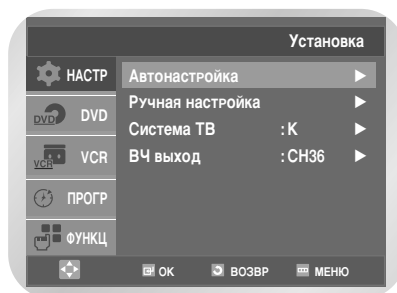 Установка
НАСТР
DVD DVD
VCR VCR
ПРОГР
ФУНКЦ
Автонастройка ►
Ручная настройка ►
Система ТВ : K ►
ВЧ выход : CH36 ►
OK ВОЗВР МЕНЮ